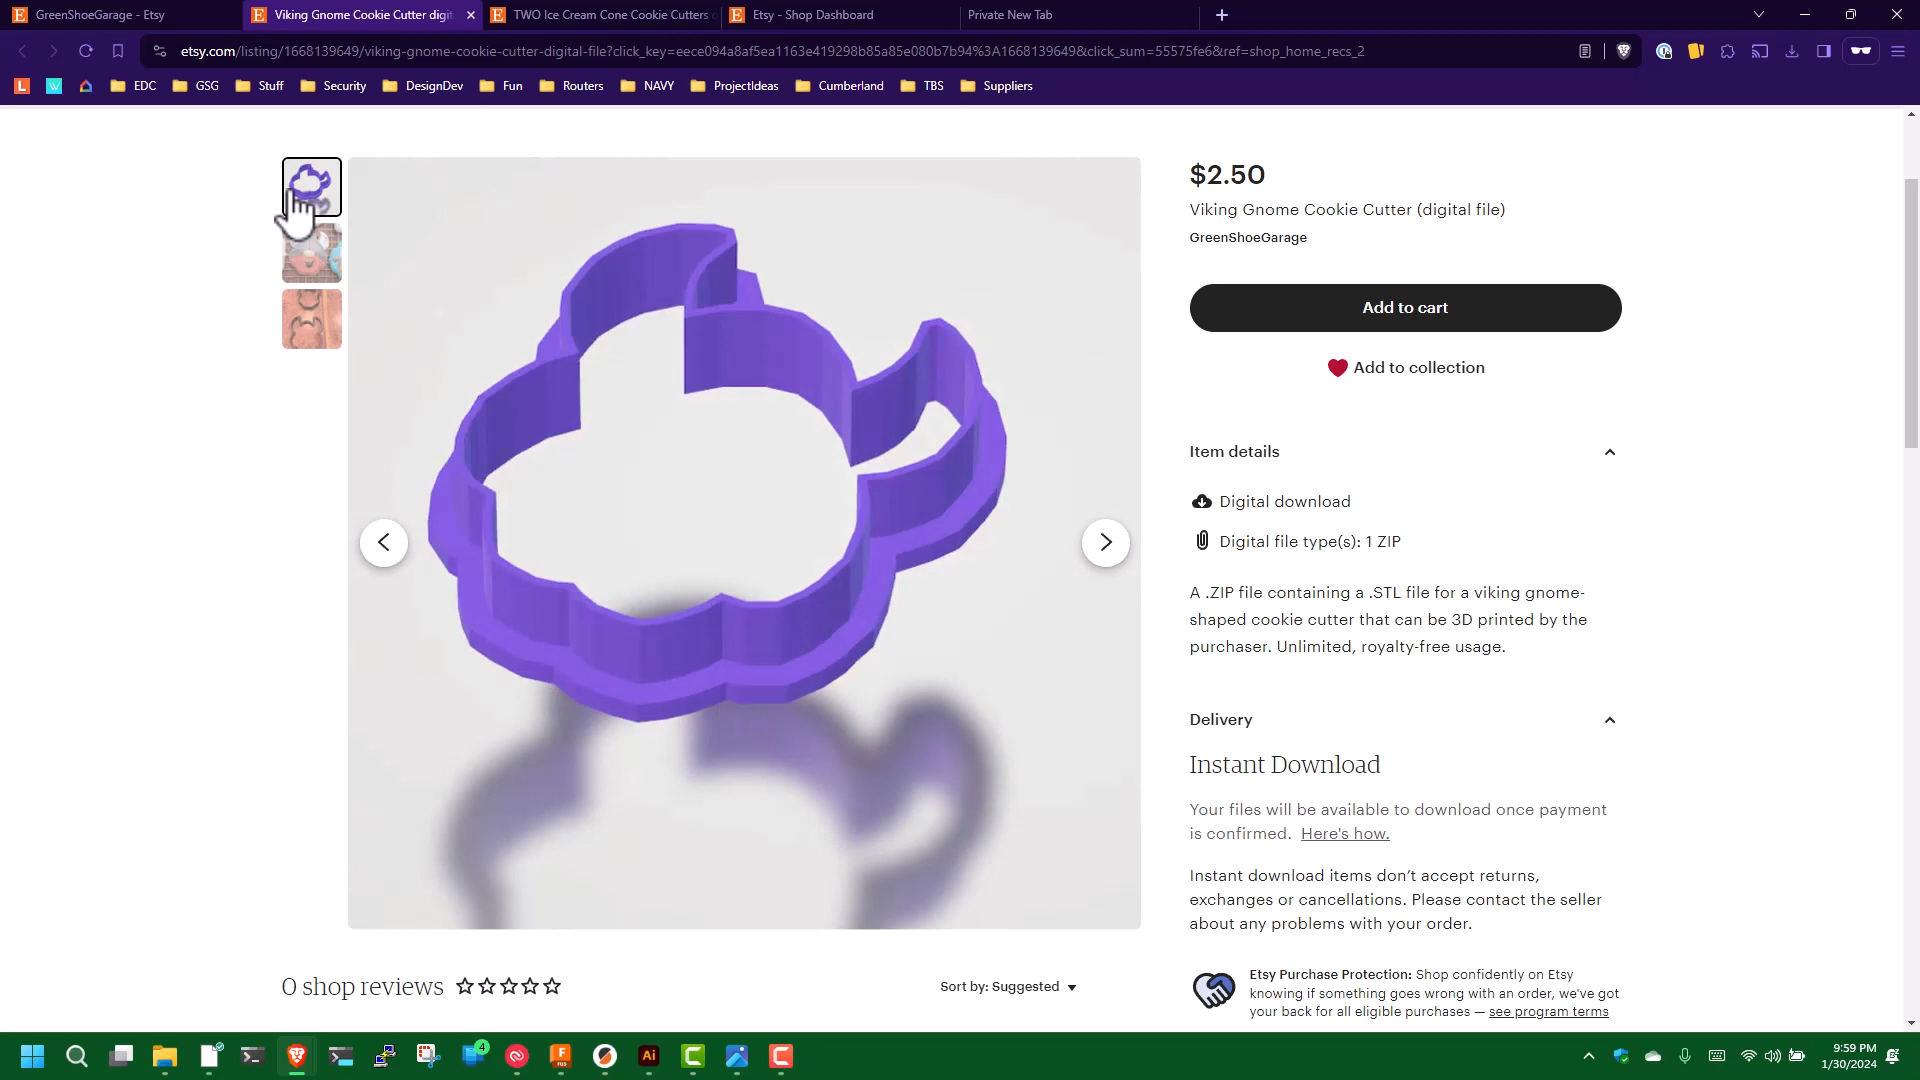 GreenShoeGarage - Etsy
Viking Gnome Cookie Cutter digit
TWO Ice Cream Cone Cookie Cutters
Etsy - Shop Dashboard
Private New Tab
etsy.com/listing/1668139649/viking-gnome-cookie-cutter-digital-file?click_key=eece094a8af5ea1163e419298b85a85e080b7b94%3A1668139649&click_sum=55575fe6&ref=shop_home_recs_2
EDC
GSG
Stuff
Security
DesignDev
Fun
Routers
NAVY
ProjectIdeas
Cumberland
TBS
Suppliers
$2.50
Viking Gnome Cookie Cutter (digital file)
GreenShoeGarage
Add to cart
Add to collection
Item details
Digital download
Digital file type(s): 1 ZIP
A .ZIP file containing a .STL file for a viking gnome-
shaped cookie cutter that can be 3D printed by the
purchaser. Unlimited, royalty-free usage.
Delivery
Instant Download
Your files will be available to download once payment
is confirmed. Here's how.
Instant download items don't accept returns,
exchanges or cancellations. Please contact the seller
about any problems with your order.
Etsy Purchase Protection: Shop confidently on Etsy
knowing if something goes wrong with an order, we've got
your back for all eligible purchases — see program terms
0 shop reviews
Sort by: Suggested
4
Ai
9:59 PM
1/30/2024